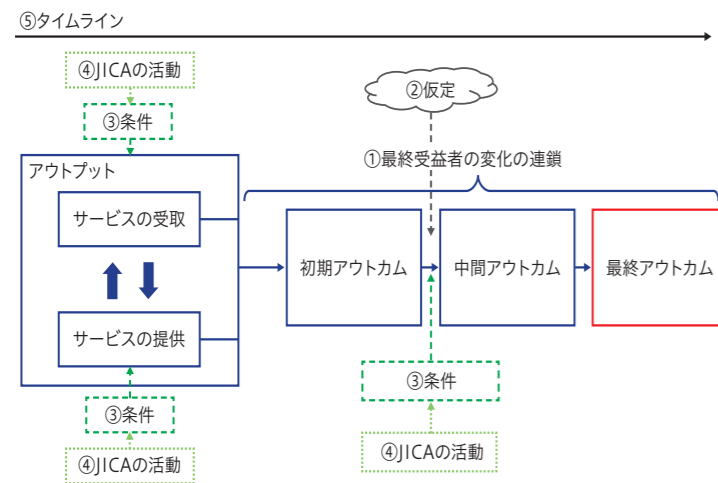 ⑤タイムライン
④JICAの活動
③条件
②仮定
①最終受益者の変化の連鎖
アウトプット
サービスの受取
サービスの提供
初期アウトカム
中間アウトカム
最終アウトカム
③条件
④JICAの活動
③条件
④JICAの活動